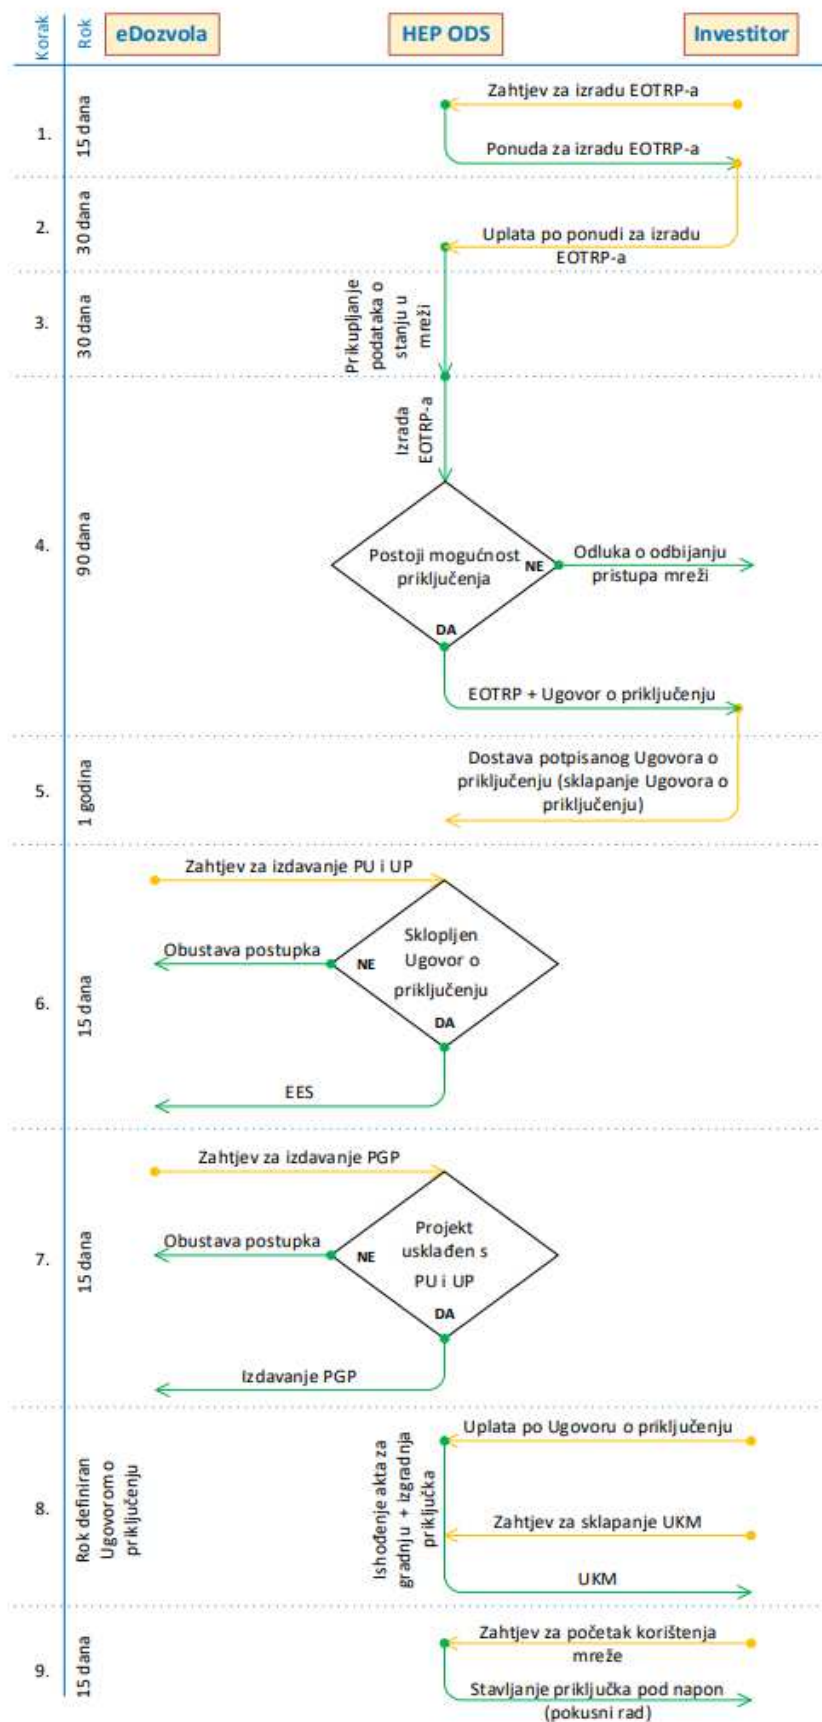 Korak
Rok
eDozvola
HEP ODS
Investitor
1.
15 dana
Zahtjev za izradu EOTRP-a
Ponuda za izradu EOTRP-a
2.
30 dana
Uplata po ponudi za izradu
EOTRP-a
3.
30 dana
Prikupljanje
podataka o
stanju u
mreži
4.
90 dana
Izrada
EOTRP-a
Postoji mogućnost
priključenja
NE
Odluka o odbijanju
pristupa mreži
DA
EOTRP + Ugovor o priključenju
5.
1 godina
Dostava potpisanog Ugovora o
priključenju (sklapanje Ugovora o
priključenju)
6.
15 dana
Zahtjev za izdavanje PU i UP
Sklopljen
Ugovor o
priključenju
Obustava postupka
NE
DA
EES
7.
15 dana
Zahtjev za izdavanje PGP
Projekt
usklađen s
PU i UP
Obustava postupka
NE
DA
Izdavanje PGP
8.
Rok definiran
Ugovorom o
priključenju
Ishođenje akta za
gradnju + izgradnja
priključka
Uplata po Ugovoru o priključenju
Zahtjev za sklapanje UKM
UKM
9.
15 dana
Zahtjev za početak korištenja
mreže
Stavljanje priključka pod napon
(pokusni rad)